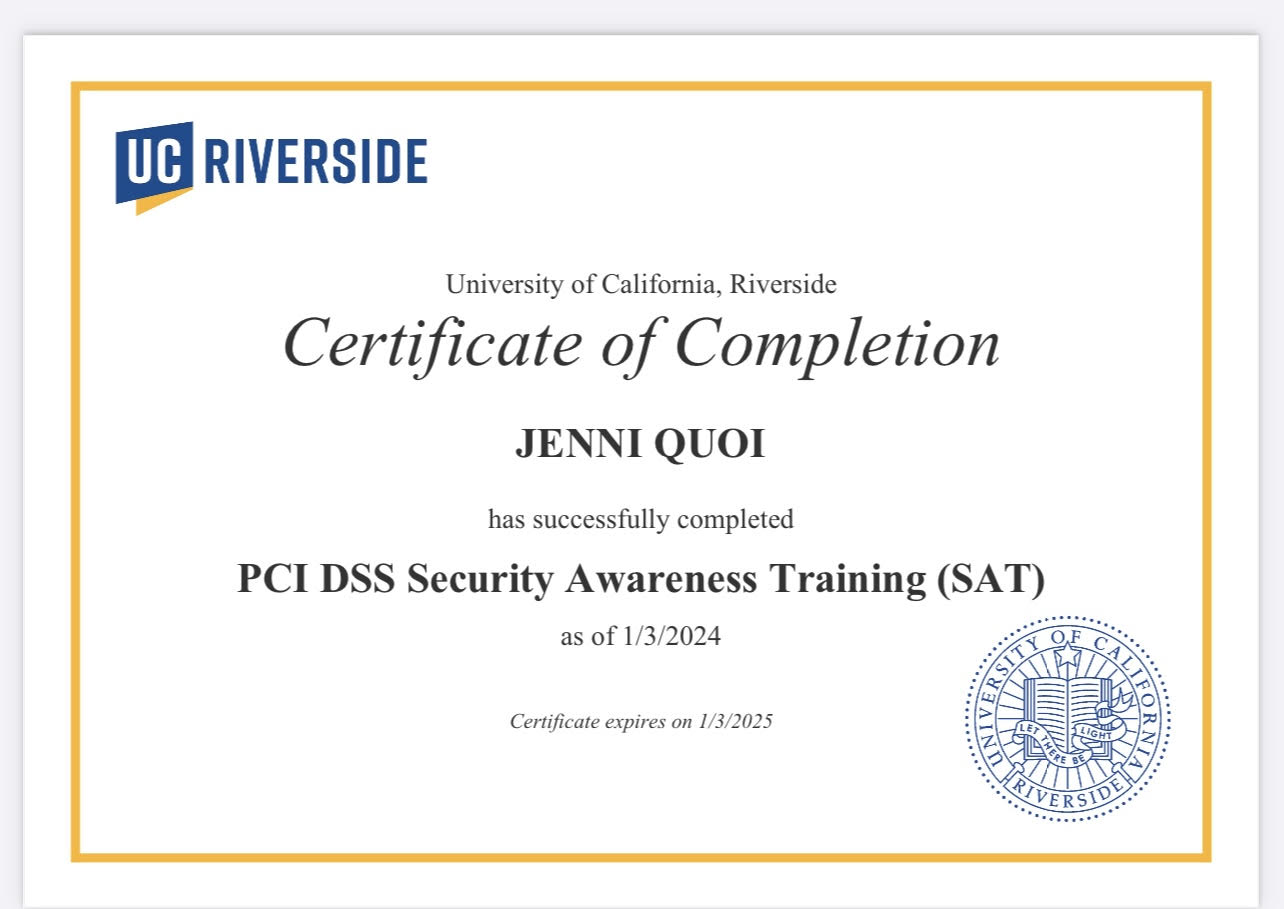 UC RIVERSIDE
University of California, Riverside
Certificate of Completion
JENNI QUOI
has successfully completed
PCI DSS Security Awareness Training (SAT)
as of 1/3/2024
Certificate expires on 1/3/2025
UNIVERSITY OF CALIFORNIA
LET THERE BE LIGHT
RIVERSIDE